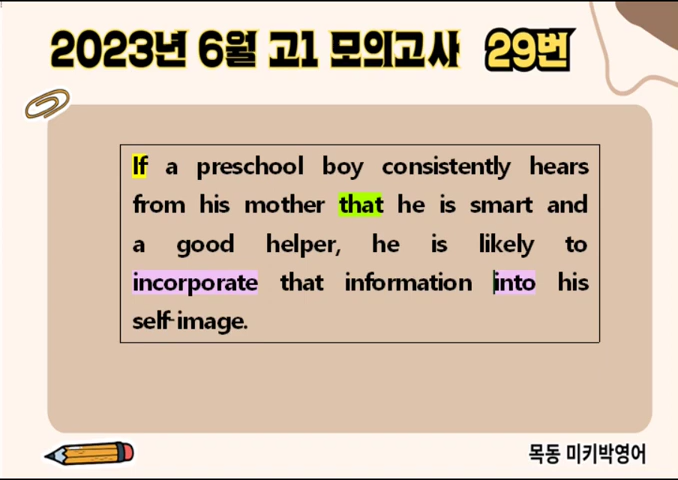 2023년 6월 고1 모의고사 29번
If a preschool boy consistently hears
from his mother that he is smart and
a good helper, he is likely to
incorporate that information into his
self-image.
목동 미키박영어